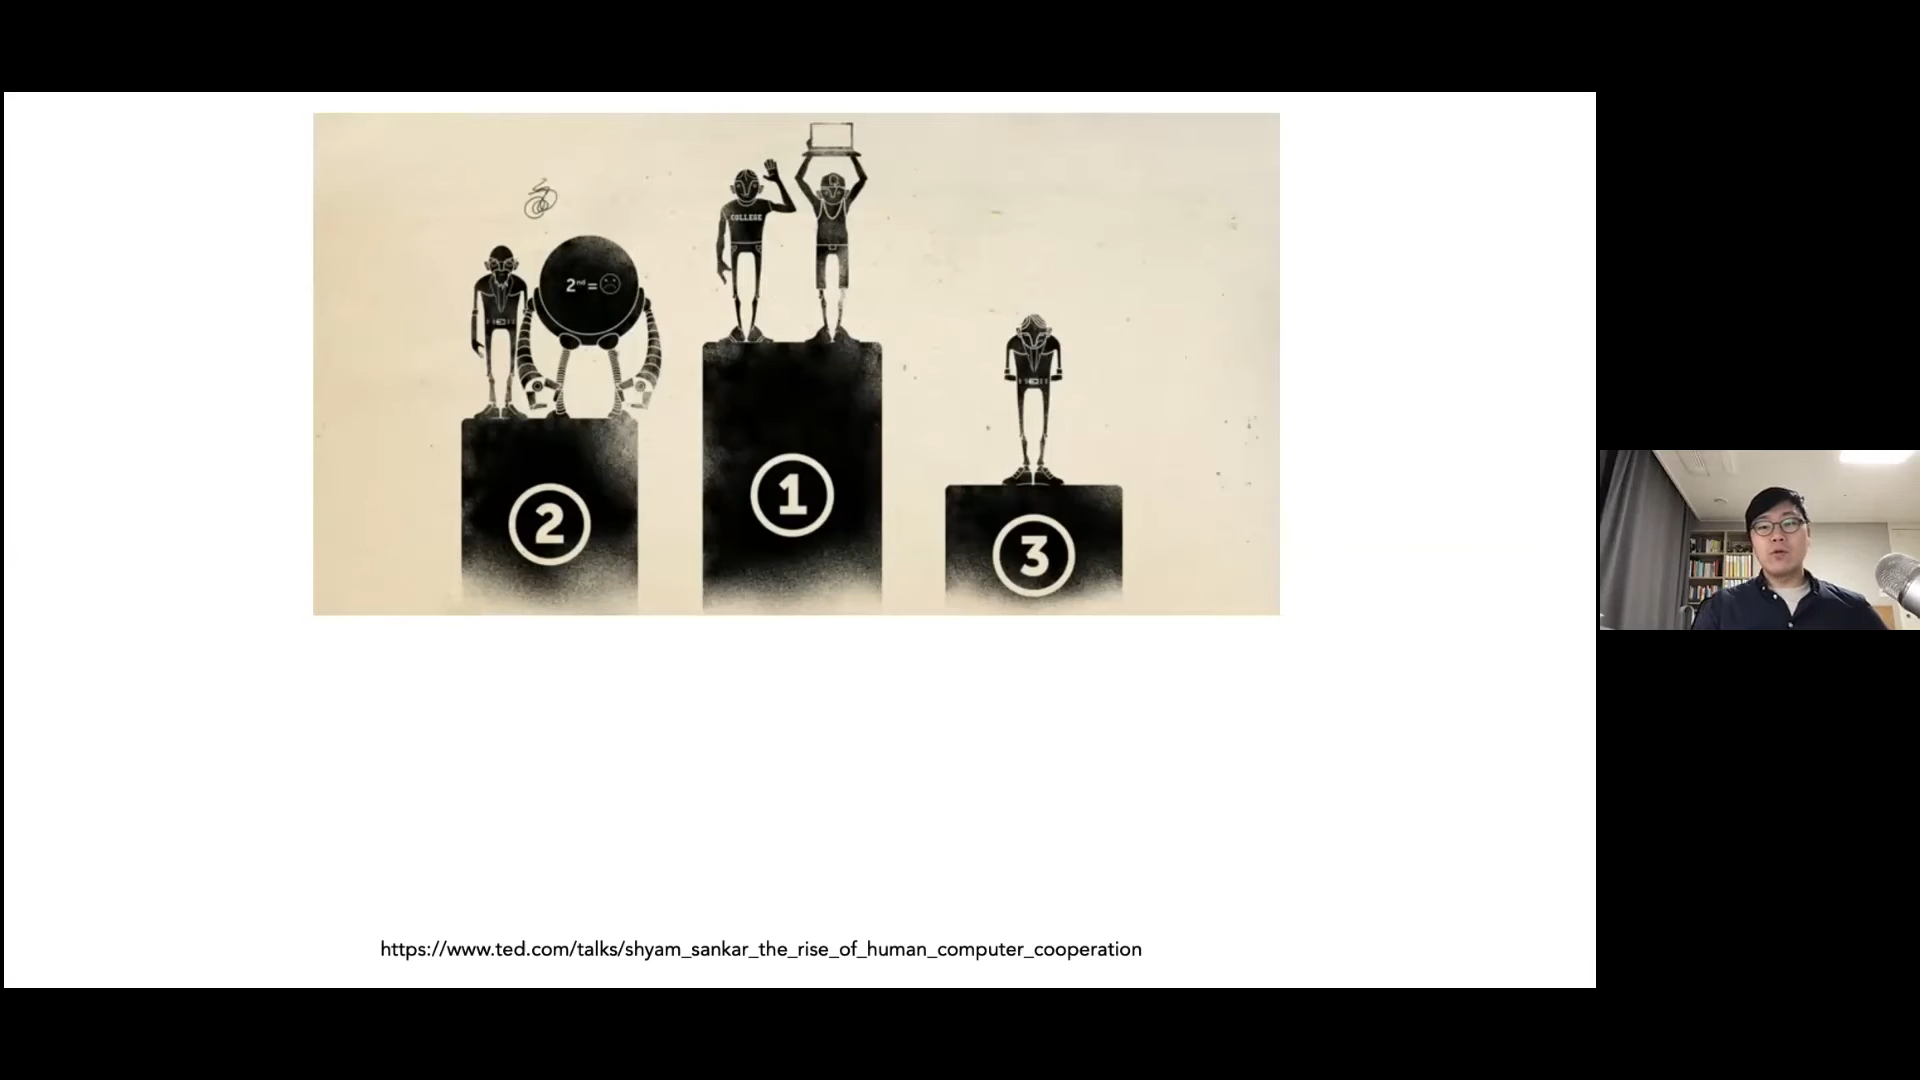 COLLEGE
2nd =
2
1
3
https://www.ted.com/talks/shyam_sankar_the_rise_of_human_computer_cooperation